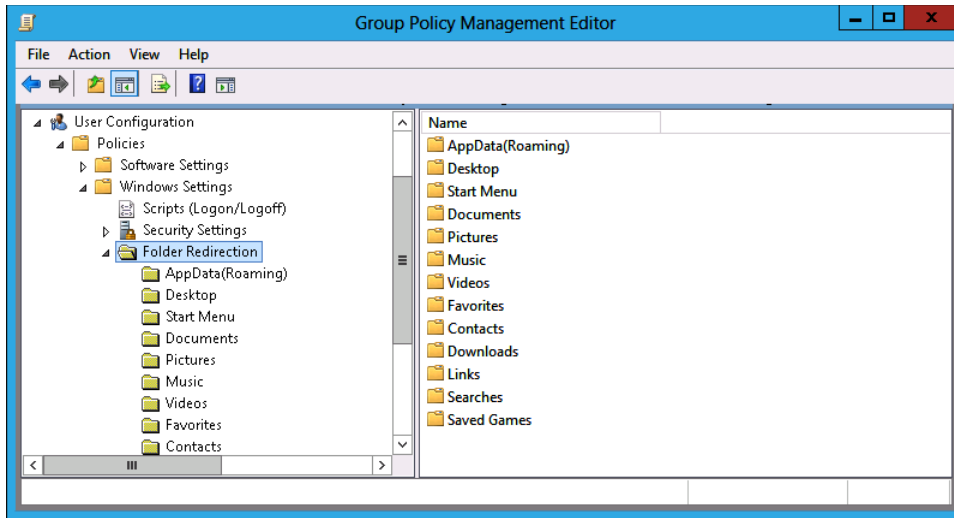 Group Policy Management Editor
File Action View Help
User Configuration
Policies
Software Settings
Windows Settings
Scripts (Logon/Logoff)
Security Settings
Folder Redirection
AppData(Roaming)
Desktop
Start Menu
Documents
Pictures
Music
Videos
Favorites
Contacts
Name
AppData(Roaming)
Desktop
Start Menu
Documents
Pictures
Music
Videos
Favorites
Contacts
Downloads
Links
Searches
Saved Games